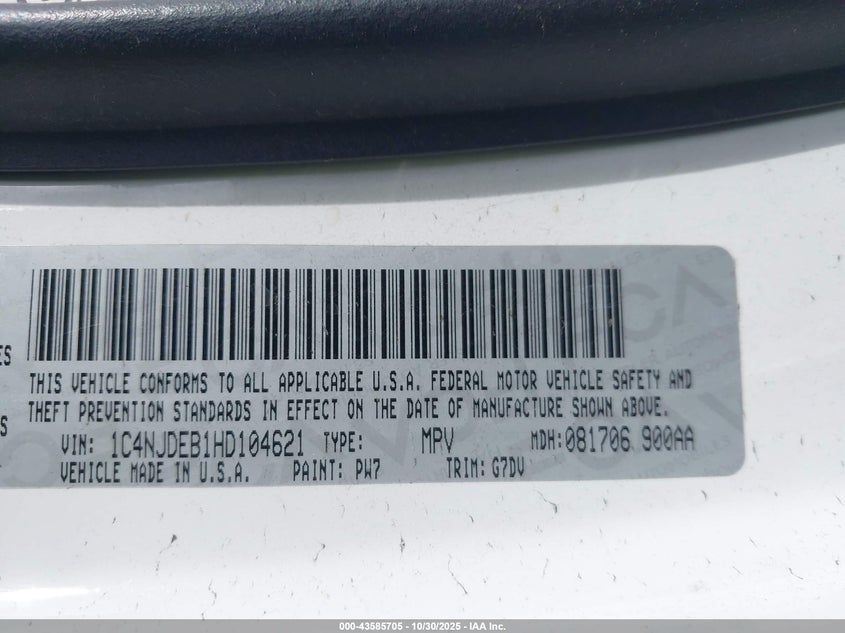 ES
THIS VEHICLE CONFORMS TO ALL APPLICABLE U.S.A. FEDERAL MOTOR VEHICLE SAFETY AND
THEFT PREVENTION STANDARDS IN EFFECT ON THE DATE OF MANUFACTURE SHOWN ABOVE.
S
VIN: 1C4NJDEB1HD104621 TYPE: MPV MDH:081706 900AA
VEHICLE MADE IN U.S.A. PAINT: PW7 TRIM: G7DV
000-43585705 - 10/30/2025 - IAA Inc.